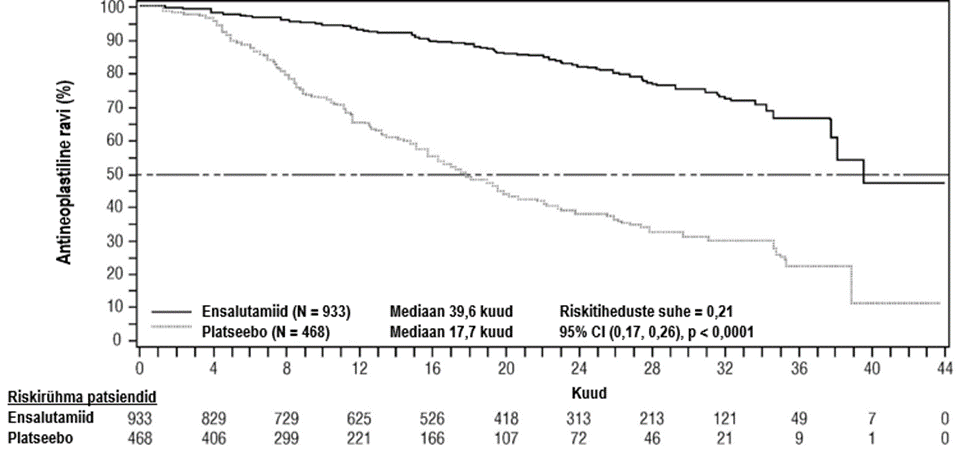 100
90
80
70
60
50
40
30
20
10
0
Antineoplastiline ravi (%)
Ensalutamiid (N = 933) Mediaan 39,6 kuud Riskitiheduste suhe = 0,21
Platseebo (N = 468) Mediaan 17,7 kuud 95% CI (0,17, 0,26), p < 0,0001
0 4 8 12 16 20 24 28 32 36 40 44
Kuud
Riskirühma patsiendid
Ensalutamiid 933 829 729 625 526 418 313 213 121 49 7 0
Platseebo 468 406 299 221 166 107 72 46 21 9 1 0